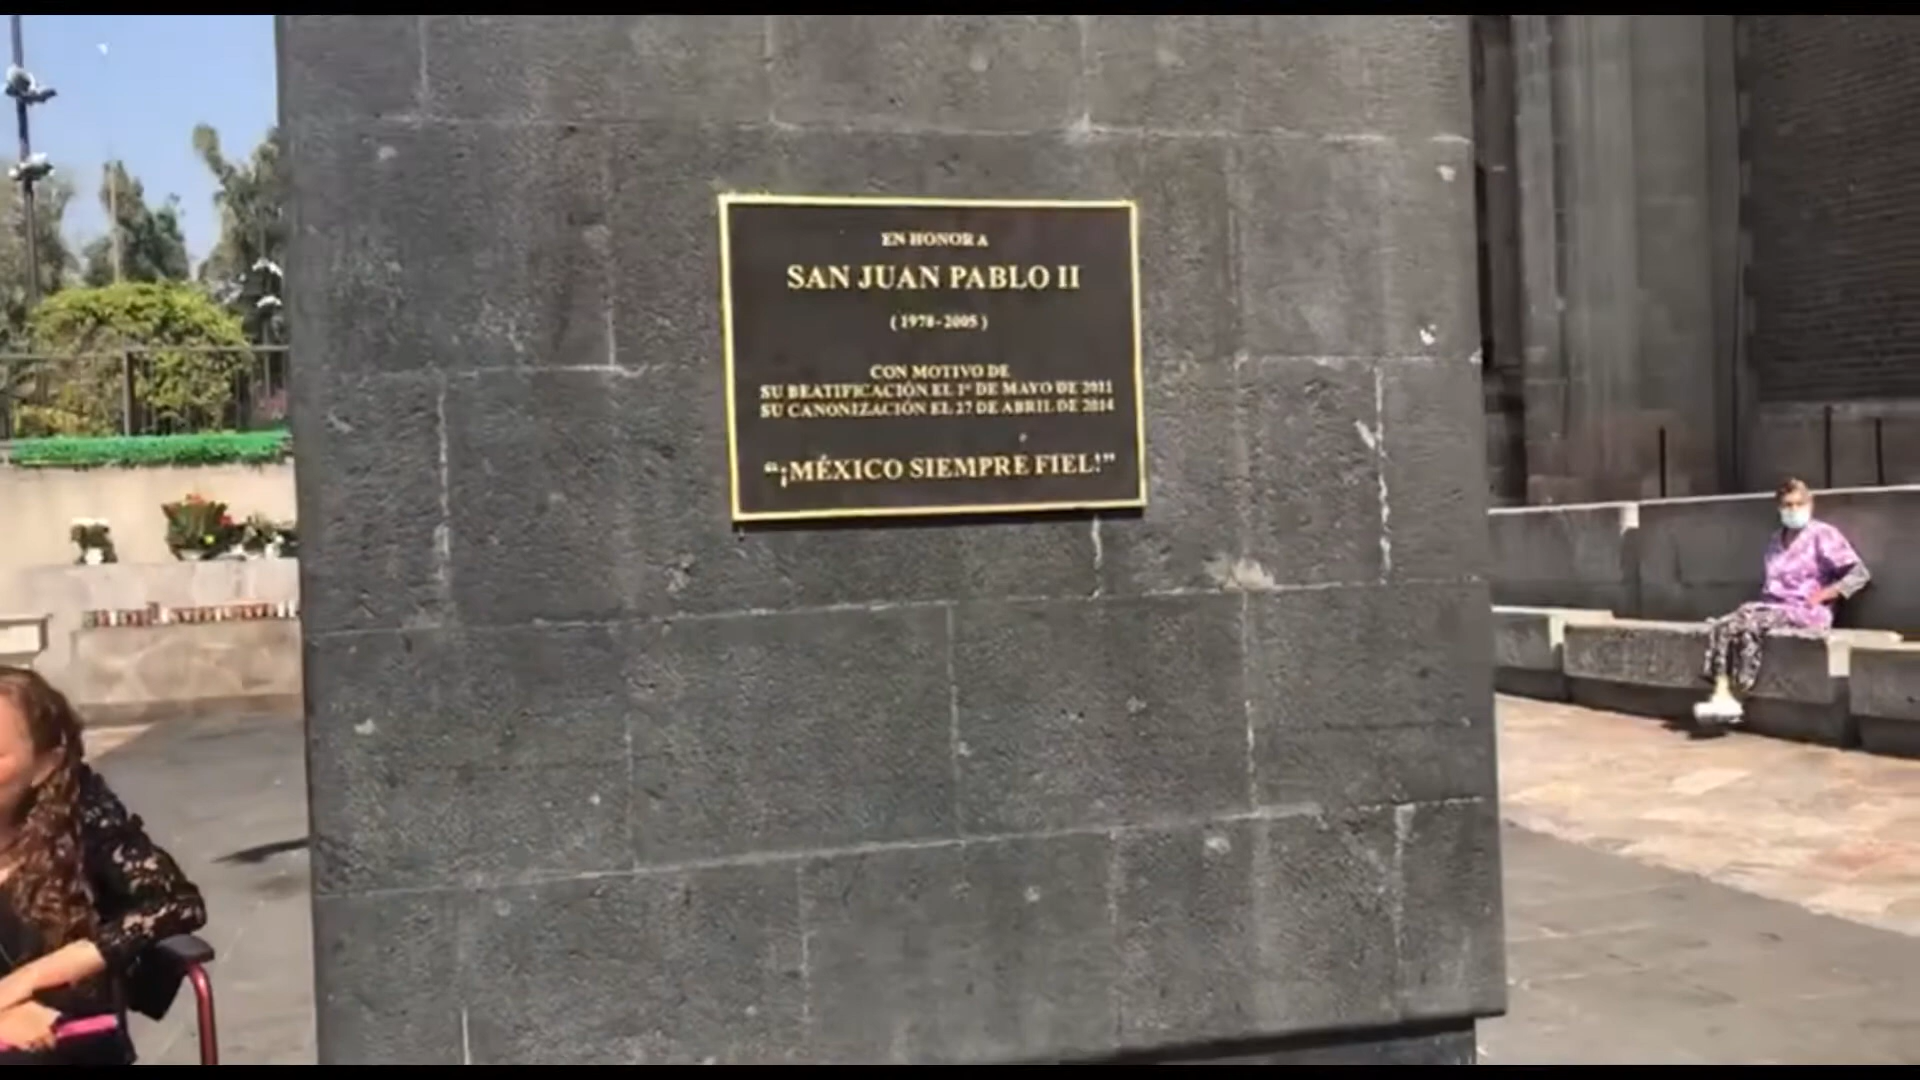 EN HONOR A
SAN JUAN PABLO II
(1978-2005)
CON MOTIVO DE
SU BEATIFICACIÓN EL 1º DE MAYO DE 2011
SU CANONIZACIÓN EL 27 DE ABRIL DE 2014
“¡MÉXICO SIEMPRE FIEL!”